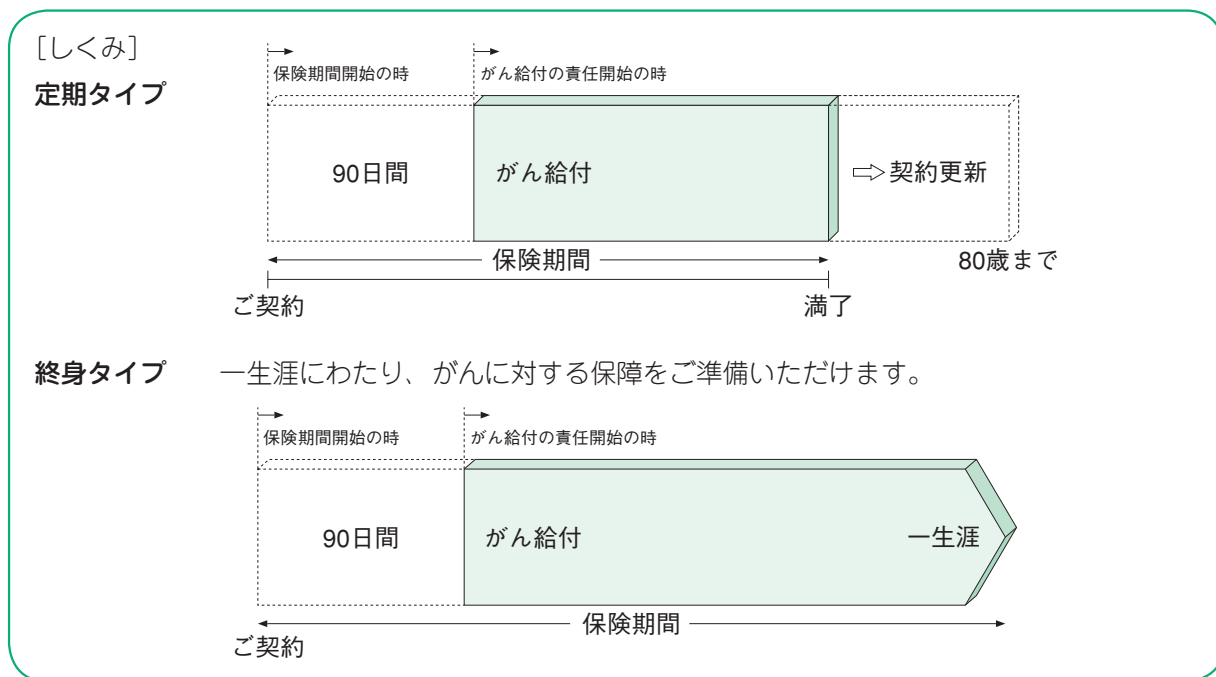 ［しくみ］
定期タイプ
保険期間開始の時
がん給付の責任開始の時
90日間
がん給付
⇨契約更新
保険期間
80歳まで
ご契約
満了
終身タイプ 一生涯にわたり、がんに対する保障をご準備いただけます。
保険期間開始の時
がん給付の責任開始の時
90日間
がん給付
一生涯
保険期間
ご契約